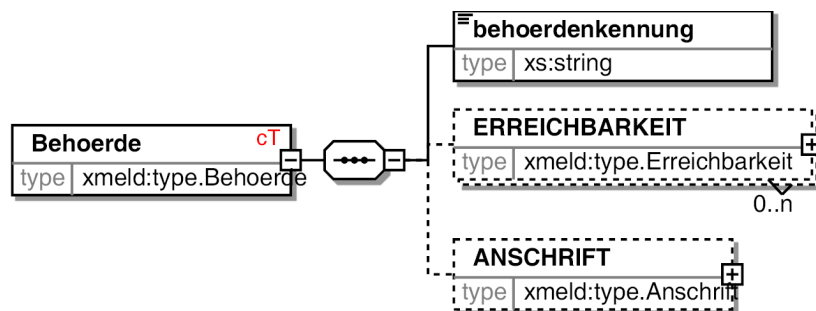 behoerdenkennung
type xs:string
Behoerde cT
type xmeld:type.Behoerde
ERREICHBARKEIT
type xmeld:type.Erreichbarkeit
0..n
ANSCHRIFT
type xmeld:type.Anschrift